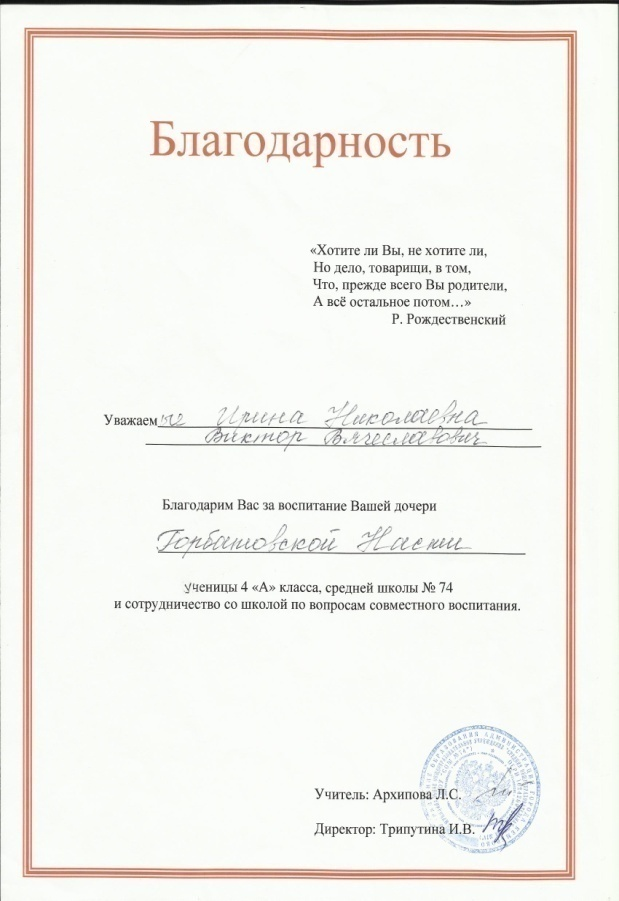 Благодарность
«Хотите ли Вы, не хотите ли,
Но дело, товарищи, в том,
Что, прежде всего Вы родители,
А всё остальное потом…»
Р. Рождественский
Уважаемые Ирина Николаевна
Виктор Вячеславович
Благодарим Вас за воспитание Вашей дочери
Горбатовской Насти
ученицы 4 «А» класса, средней школы № 74
и сотрудничество со школой по вопросам совместного воспитания.
Учитель: Архипова Л.С.
Директор: Трипутина И.В.